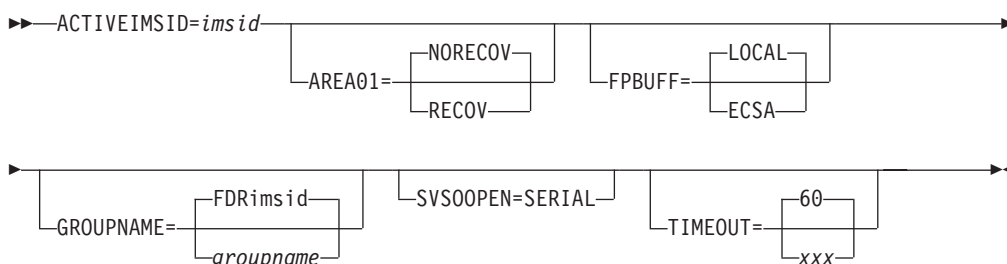 ACTIVEIMSID=imsid
AREA01=
NORECOV
RECOV
FPBUFF=
LOCAL
ECSA
GROUPNAME=
FDRimsid
groupname
SVSOOPEN=SERIAL
TIMEOUT=
60
xxx